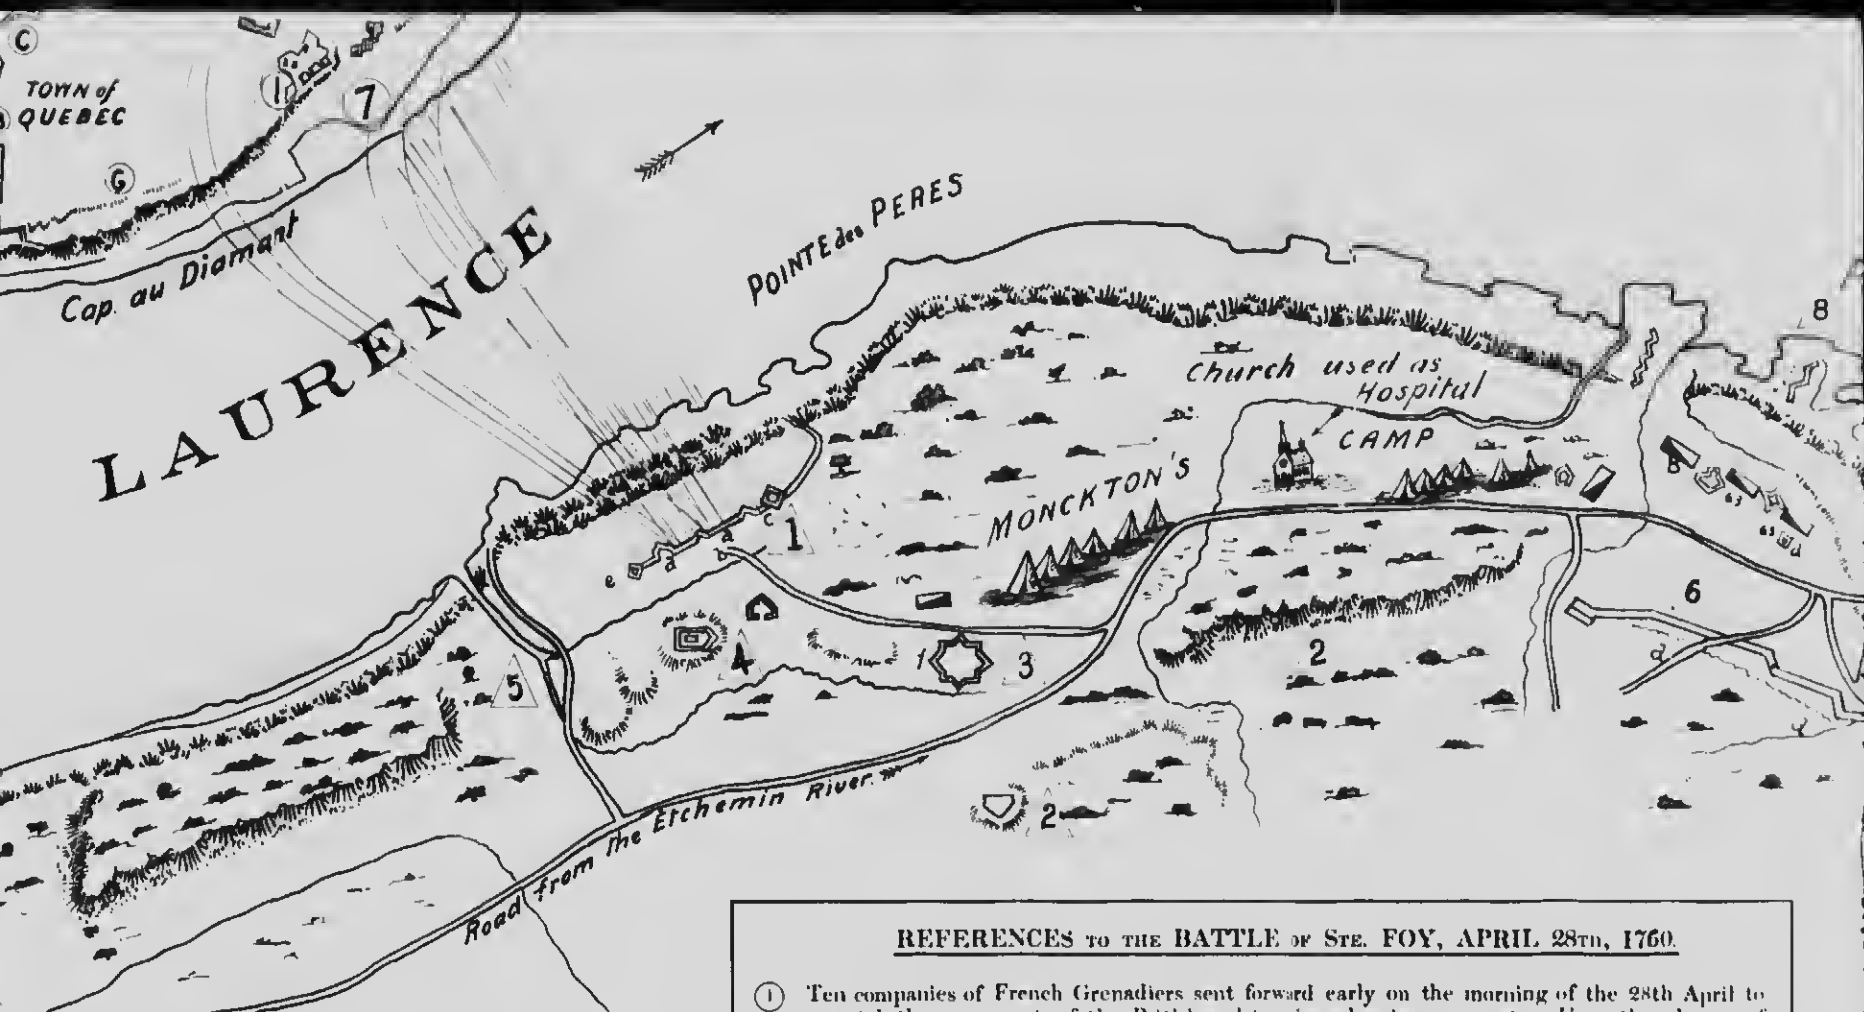 C
TOWN of
QUEBEC
1
7
G
Cap. au Diamant
LAURENCE
POINTE des PERES
8
Church used as
Hospital
CAMP
MONCKTON'S
8
63
63
d
c
1
a
b
a
e
6
2
d
d
4
1
3
5
2
Road from the Etchemin River.
REFERENCES TO THE BATTLE OF STE. FOY, APRIL 28TH, 1760.
1 Ten companies of French Grenadiers sent forward early on the morning of the 28th April to